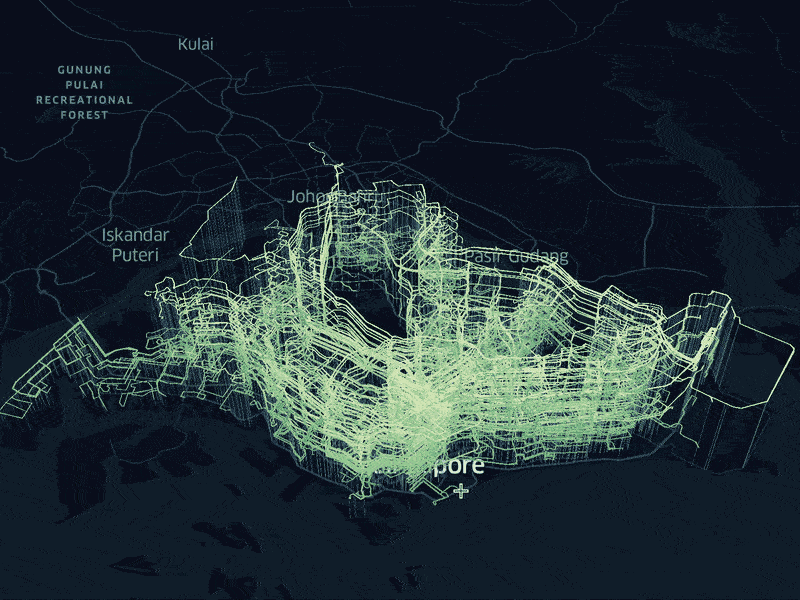 Kulai
GUNUNG
PULAI
RECREATIONAL
FOREST
Iskandar
Puteri
Pasir Gudang